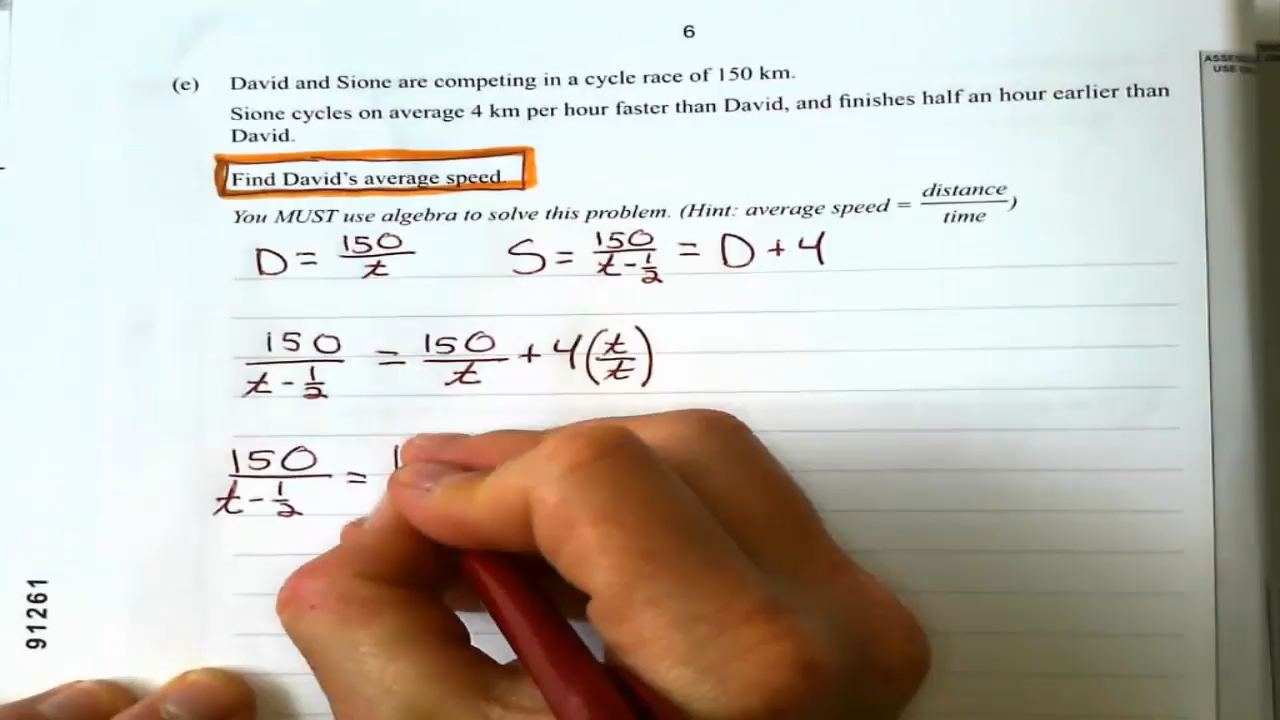 6
(e) David and Sione are competing in a cycle race of 150 km.
Sione cycles on average 4 km per hour faster than David, and finishes half an hour earlier than
David.
Find David's average speed.
You MUST use algebra to solve this problem. (Hint: average speed = distance/time)
D = 150/t   S = 150/(t - 1/2) = D + 4
150/(t - 1/2) = 150/t + 4(t/t)
150/(t - 1/2) = 1
91261